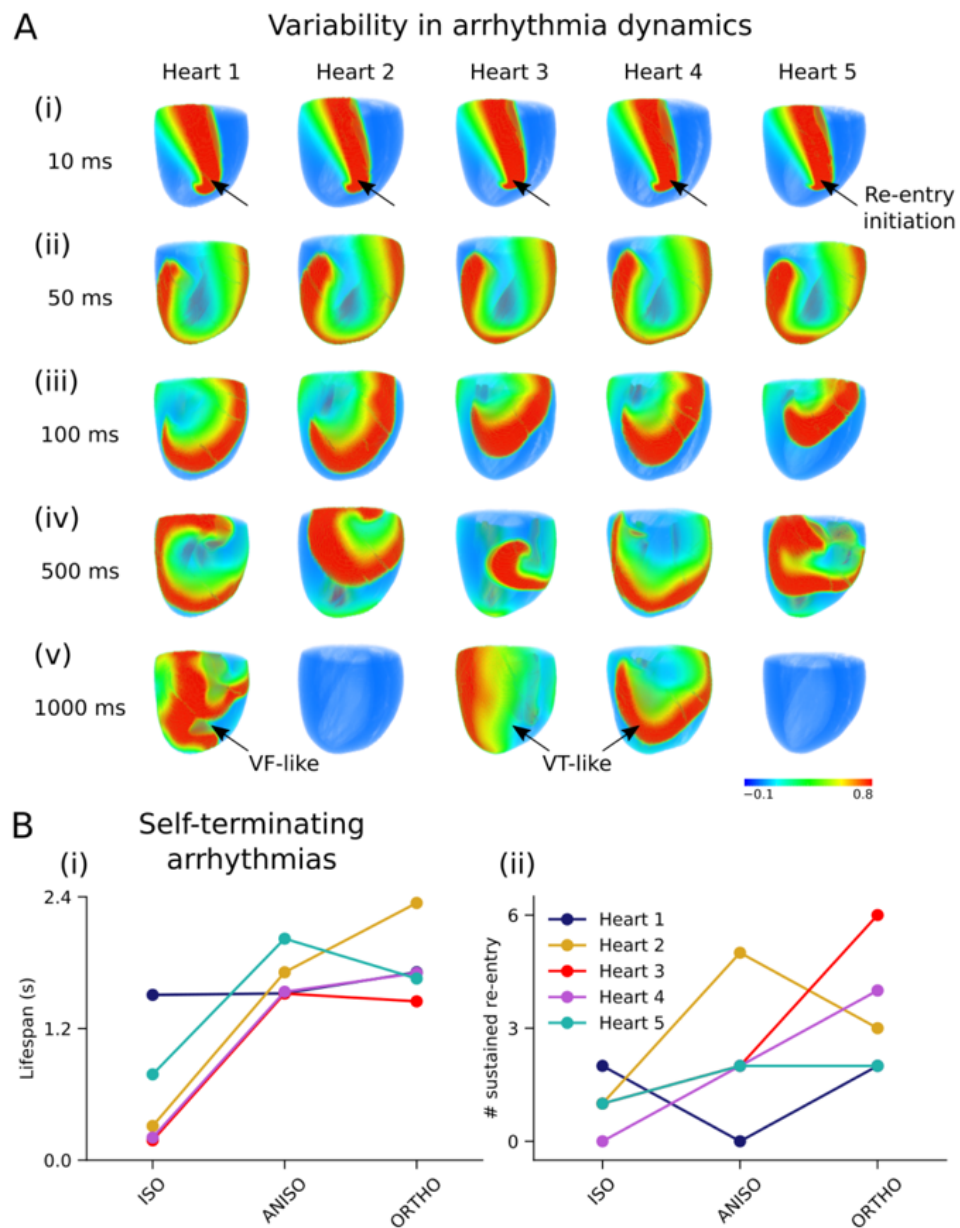 A
Variability in arrhythmia dynamics
Heart 1 Heart 2 Heart 3 Heart 4 Heart 5
(i)
10 ms
Re-entry
initiation
(ii)
50 ms
(iii)
100 ms
(iv)
500 ms
(v)
1000 ms
VF-like
VT-like
−0.1 0.8
B
Self-terminating
arrhythmias
(i)
2.4
1.2
0.0
Lifespan (s)
ISO ANISO ORTHO
(ii)
6
3
0
# sustained re-entry
Heart 1
Heart 2
Heart 3
Heart 4
Heart 5
ISO ANISO ORTHO